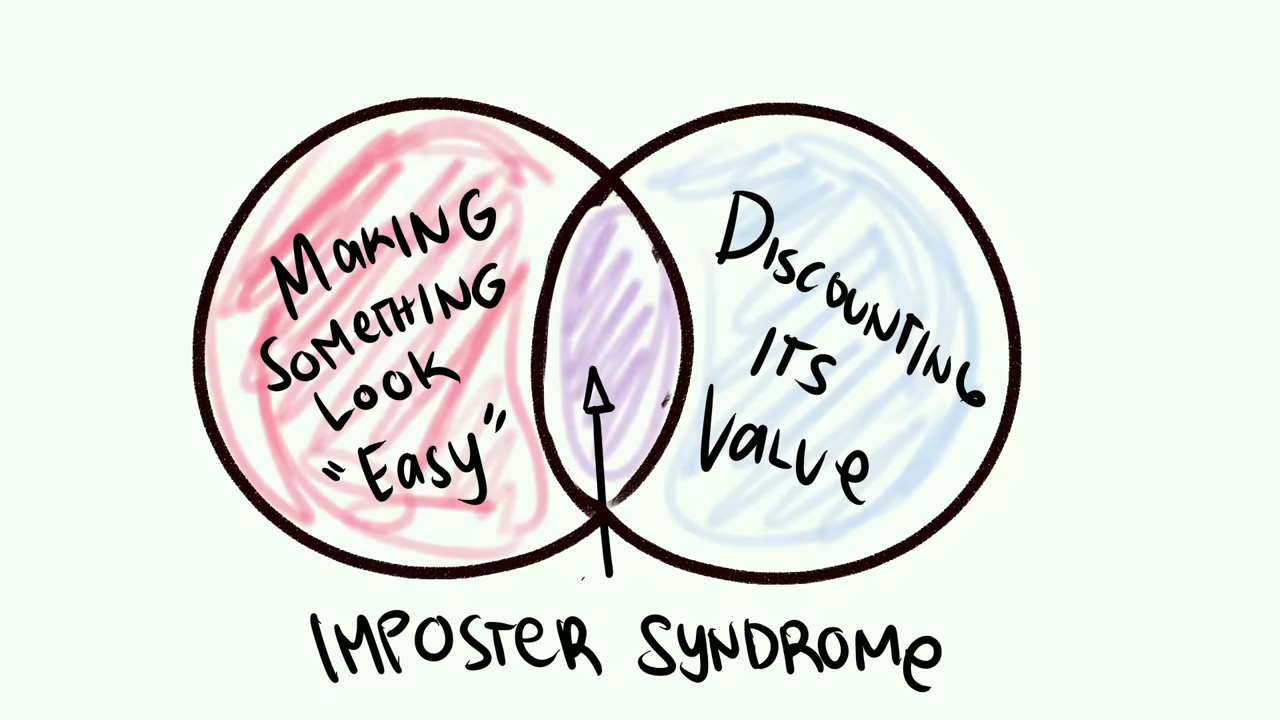 Making
Something
Look
"Easy"
Discounting
Its
Value
Imposter Syndrome